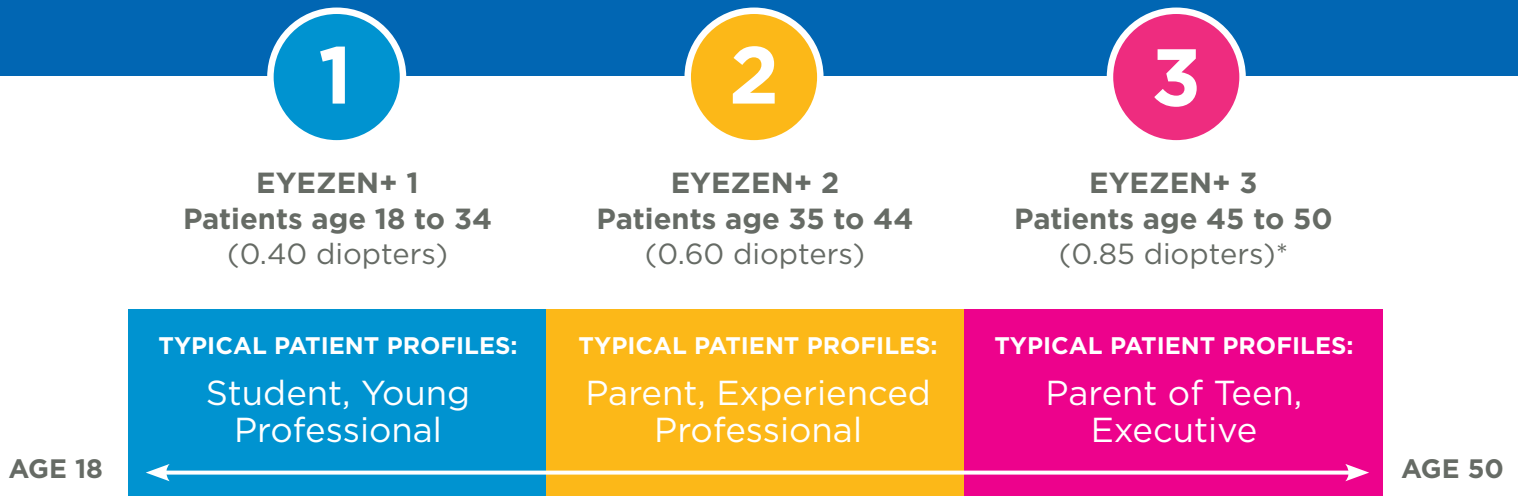 1
EYEZEN+ 1
Patients age 18 to 34
(0.40 diopters)
2
EYEZEN+ 2
Patients age 35 to 44
(0.60 diopters)
3
EYEZEN+ 3
Patients age 45 to 50
(0.85 diopters)*
TYPICAL PATIENT PROFILES:
Student, Young
Professional
TYPICAL PATIENT PROFILES:
Parent, Experienced
Professional
TYPICAL PATIENT PROFILES:
Parent of Teen,
Executive
AGE 18
AGE 50